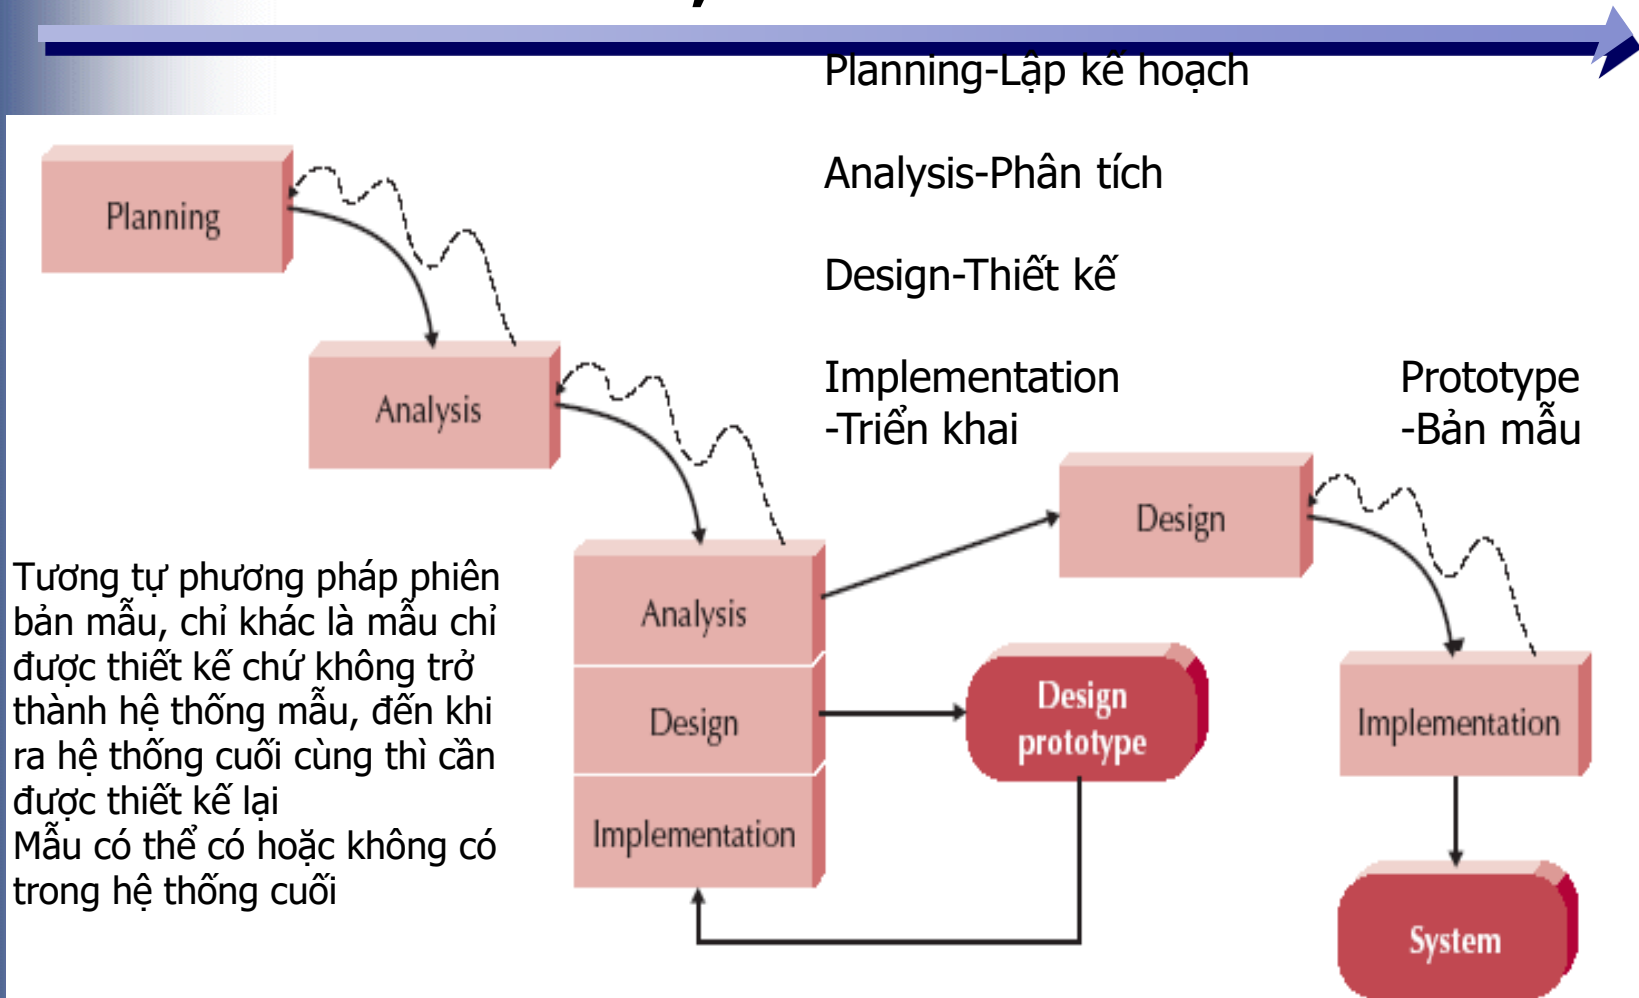 Planning-Lập kế hoạch
Analysis-Phân tích
Design-Thiết kế
Implementation
-Triển khai
Prototype
-Bản mẫu
Planning
Analysis
Analysis
Design
Implementation
Design
prototype
Design
Implementation
System
Tương tự phương pháp phiên
bản mẫu, chỉ khác là mẫu chỉ
được thiết kế chứ không trở
thành hệ thống mẫu, đến khi
ra hệ thống cuối cùng thì cần
được thiết kế lại
Mẫu có thể có hoặc không có
trong hệ thống cuối